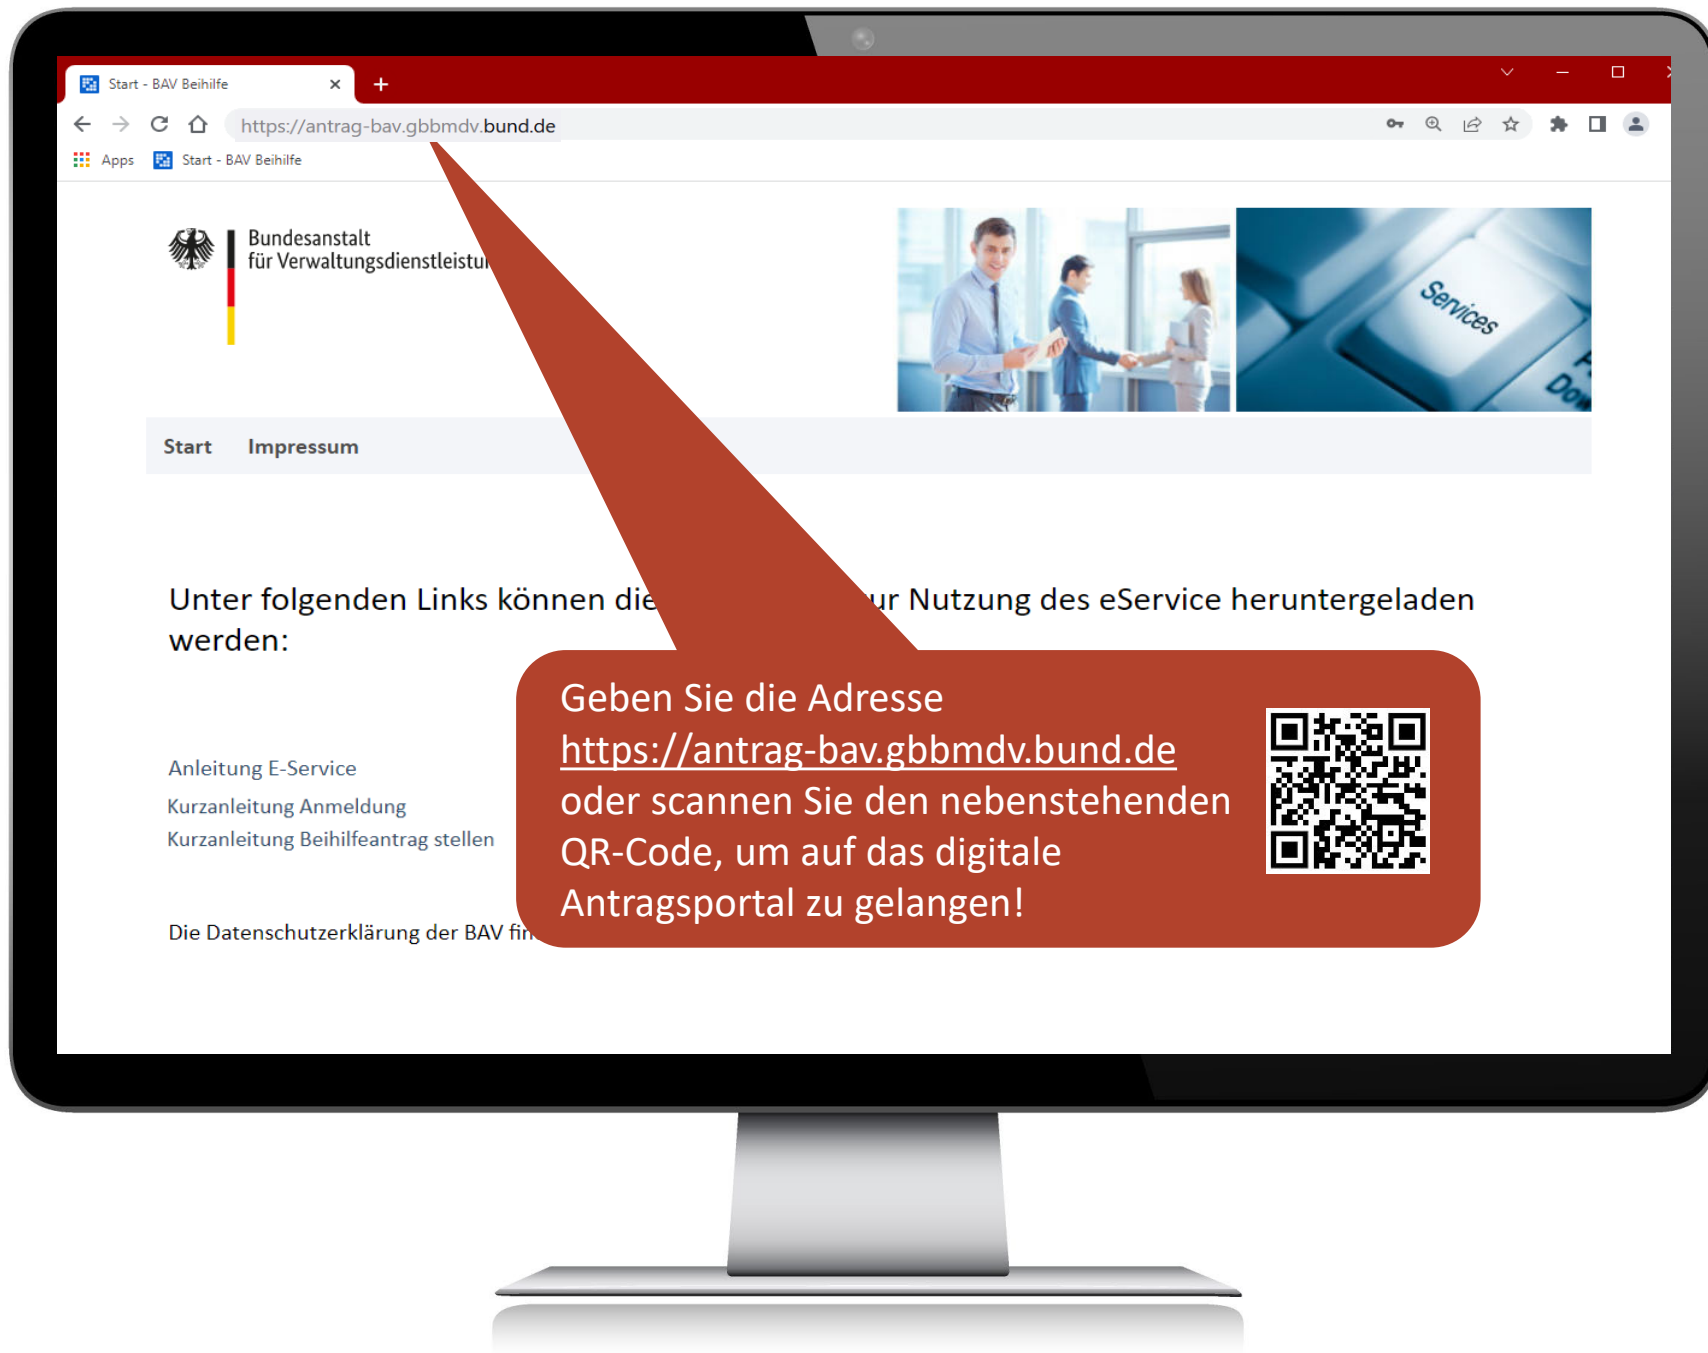 Start - BAV Beihilfe
https://antrag-bav.gbbmdv.bund.de
Apps Start - BAV Beihilfe
Bundesanstalt
für
Services
Start Impressum
Unter folgenden Links können die ur Nutzung des eService heruntergeladen
werden:
Geben Sie die Adresse
https://antrag-bav.gbbmdv.bund.de
oder scannen Sie den nebenstehenden
QR-Code, um auf das digitale
Antragsportal zu gelangen!
Anleitung E-Service
Kurzanleitung Anmeldung
Kurzanleitung Beihilfeantrag stellen
Die Datenschutzerklärung der BAV